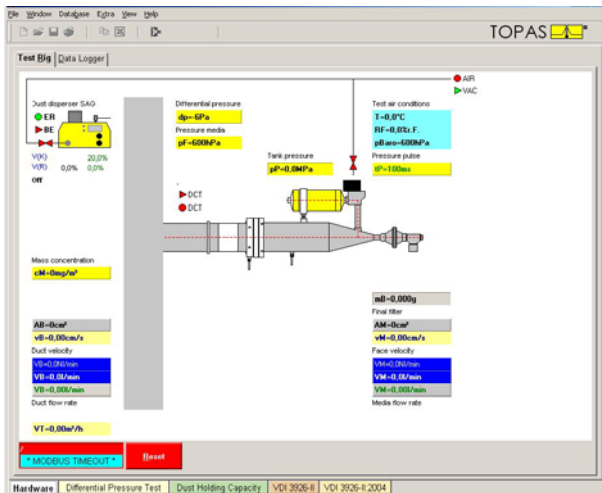 File Window Database Extra View Help
TOPAS
Test Rig Data Logger
AIR
VAC
Dust disperser SAG
ER
BE
V(K) 20,0%
V(R) 0,0% 0,0%
Off
Differential pressure
dp=-6Pa
Pressure media
pF=600hPa
Tank pressure
pP=0,0MPa
Test air conditions
T=0,0°C
RF=0,0%r.F.
pBaro=600hPa
Pressure pulse
tP=100ms
DCT
DCT
Mass concentration
cM=0mg/m³
mB=0,000g
Final filter
AB=0cm²
vB=0,00cm/s
Duct velocity
VB=0,0Nl/min
VB=0,0l/min
VB=0,00l/min
Duct flow rate
VT=0,00m³/h
AM=0cm²
vM=0,00cm/s
Face velocity
VM=0,0Nl/min
VM=0,0l/min
VM=0,00l/min
Media flow rate
/
* MODBUS TIMEOUT *
Reset
Hardware Differential Pressure Test Dust Holding Capacity VDI 3926-II VDI 3926-II:2004